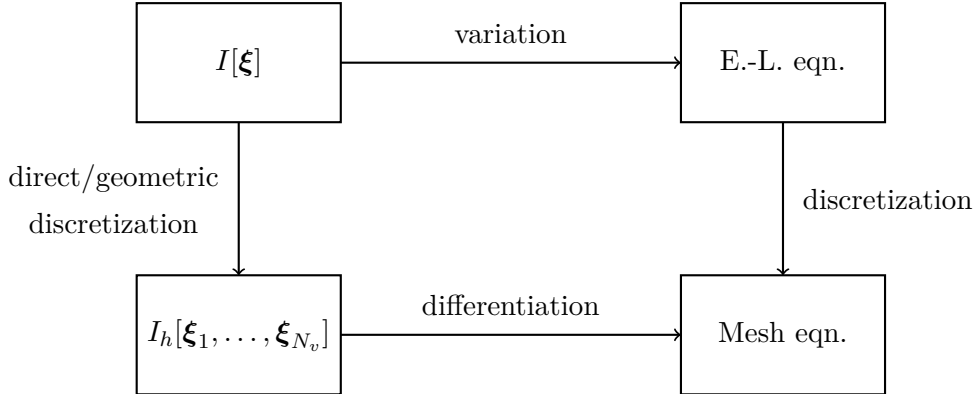 variation
I[ξ]
E.-L. eqn.
direct/geometric
discretization
discretization
differentiation
I_h[ξ_1, . . . , ξ_{N_v}]
Mesh eqn.